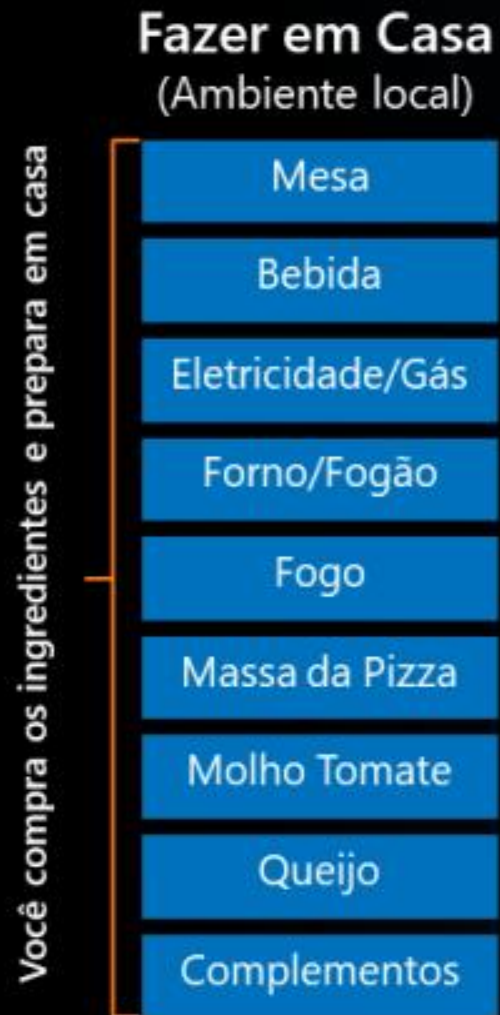 Fazer em Casa
(Ambiente local)
Você compra os ingredientes e prepara em casa
Mesa
Bebida
Eletricidade/Gás
Forno/Fogão
Fogo
Massa da Pizza
Molho Tomate
Queijo
Complementos